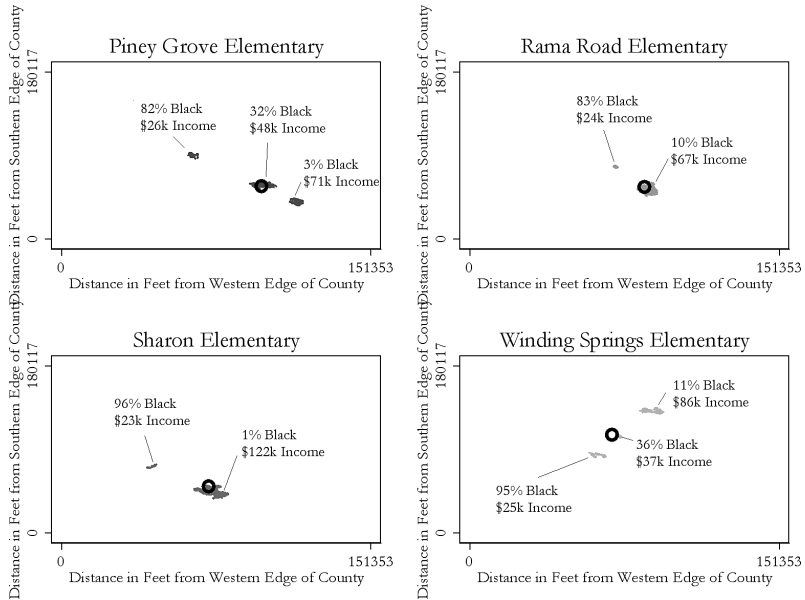 Piney Grove Elementary
Distance in Feet from Southern Edge of County
180117
0
82% Black
$26k Income
32% Black
$48k Income
3% Black
$71k Income
0
151353
Distance in Feet from Western Edge of County
Rama Road Elementary
Distance in Feet from Southern Edge of County
180117
0
83% Black
$24k Income
10% Black
$67k Income
0
151353
Distance in Feet from Western Edge of County
Sharon Elementary
Distance in Feet from Southern Edge of County
180117
0
96% Black
$23k Income
1% Black
$122k Income
0
151353
Distance in Feet from Western Edge of County
Winding Springs Elementary
Distance in Feet from Southern Edge of County
180117
0
11% Black
$86k Income
36% Black
$37k Income
95% Black
$25k Income
0
151353
Distance in Feet from Western Edge of County